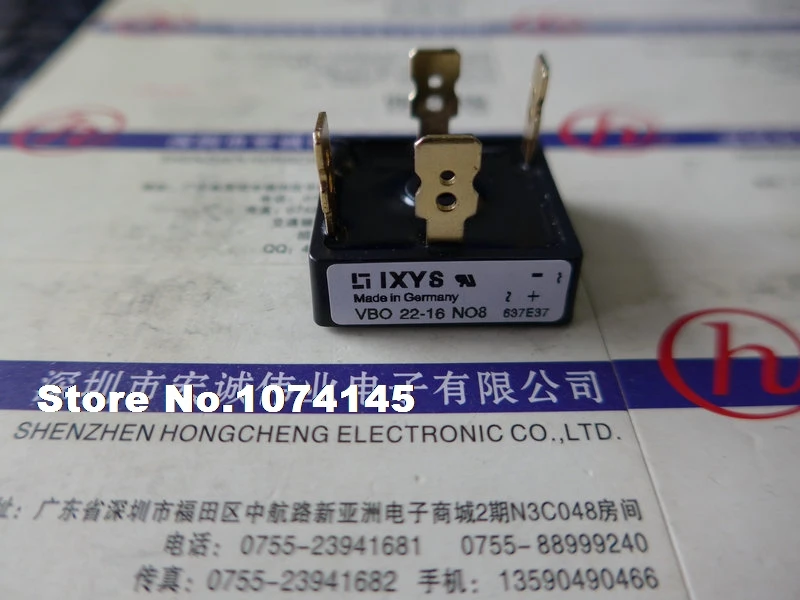 IXYS
Made in Germany
VBO 22-16 NO8
- ~
~ +
637E37
h
深圳市宏诚伟业电子有限公司
Store No.1074145
SHENZHEN HONGCHENG ELECTRONIC CO.,LTD.
址: 广东省深圳市福田区中航路新亚洲电子商城2期N3C048房间
电话: 0755-23941681 0755-88999240
传真: 0755-23941682 手机: 13590490466